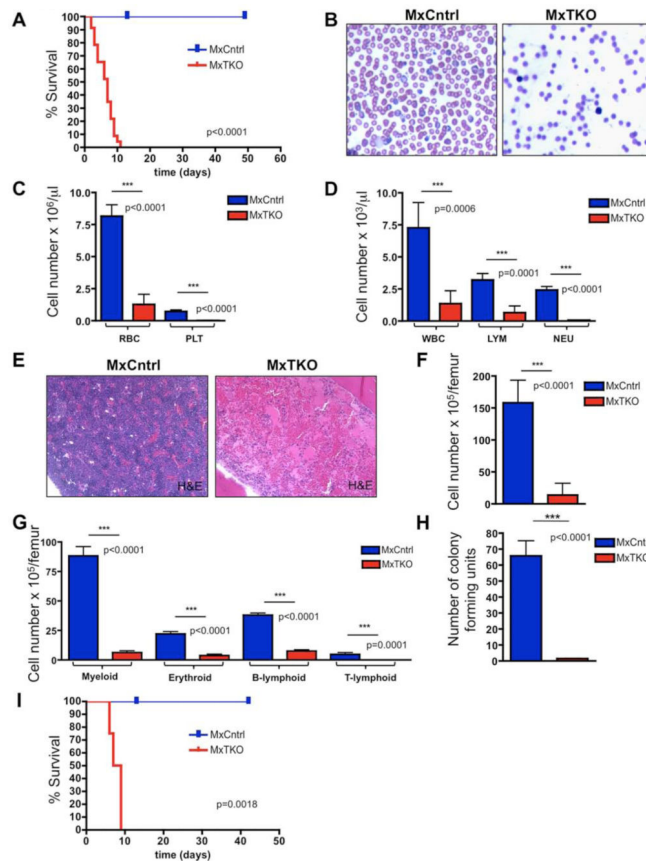 A
100
90
80
70
60
50
40
30
20
10
0
% Survival
MxCntrl
MxTKO
p<0.0001
0 10 20 30 40 50 60
time (days)
B
MxCntrl MxTKO
C
10.0
7.5
5.0
2.5
0.0
Cell number x 10⁶/µl
***
p<0.0001
***
p<0.0001
MxCntrl
MxTKO
RBC PLT
D
10.0
7.5
5.0
2.5
0.0
Cell number x 10³/µl
***
p=0.0006
***
p=0.0001
***
p<0.0001
MxCntrl
MxTKO
WBC LYM NEU
E
MxCntrl MxTKO
H&E H&E
F
200
150
100
50
0
Cell number x 10⁵/femur
***
p<0.0001
MxCntrl
MxTKO
G
100
75
50
25
0
Cell number x 10⁵/femur
***
p<0.0001
***
p<0.0001
***
p<0.0001
***
p=0.0001
MxCntrl
MxTKO
Myeloid Erythroid B-lymphoid T-lymphoid
H
80
70
60
50
40
30
20
10
0
Number of colony
forming units
***
p<0.0001
MxCnt
MxTKO
I
100
90
80
70
60
50
40
30
20
10
0
% Survival
MxCntrl
MxTKO
p=0.0018
0 10 20 30 40 50
time (days)